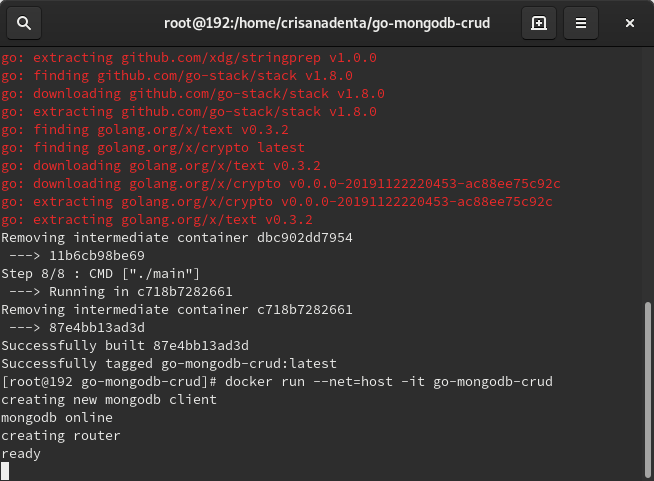 root@192:/home/crisanadenta/go-mongodb-crud
go: extracting github.com/xdg/stringprep v1.0.0
go: finding github.com/go-stack/stack v1.8.0
go: downloading github.com/go-stack/stack v1.8.0
go: extracting github.com/go-stack/stack v1.8.0
go: finding golang.org/x/text v0.3.2
go: finding golang.org/x/crypto latest
go: downloading golang.org/x/text v0.3.2
go: downloading golang.org/x/crypto v0.0.0-20191122220453-ac88ee75c92c
go: extracting golang.org/x/crypto v0.0.0-20191122220453-ac88ee75c92c
go: extracting golang.org/x/text v0.3.2
Removing intermediate container dbc902dd7954
 ---> 11b6cb98be69
Step 8/8 : CMD ["./main"]
 ---> Running in c718b7282661
Removing intermediate container c718b7282661
 ---> 87e4bb13ad3d
Successfully built 87e4bb13ad3d
Successfully tagged go-mongodb-crud:latest
[root@192 go-mongodb-crud]# docker run --net=host -it go-mongodb-crud
creating new mongodb client
mongodb online
creating router
ready